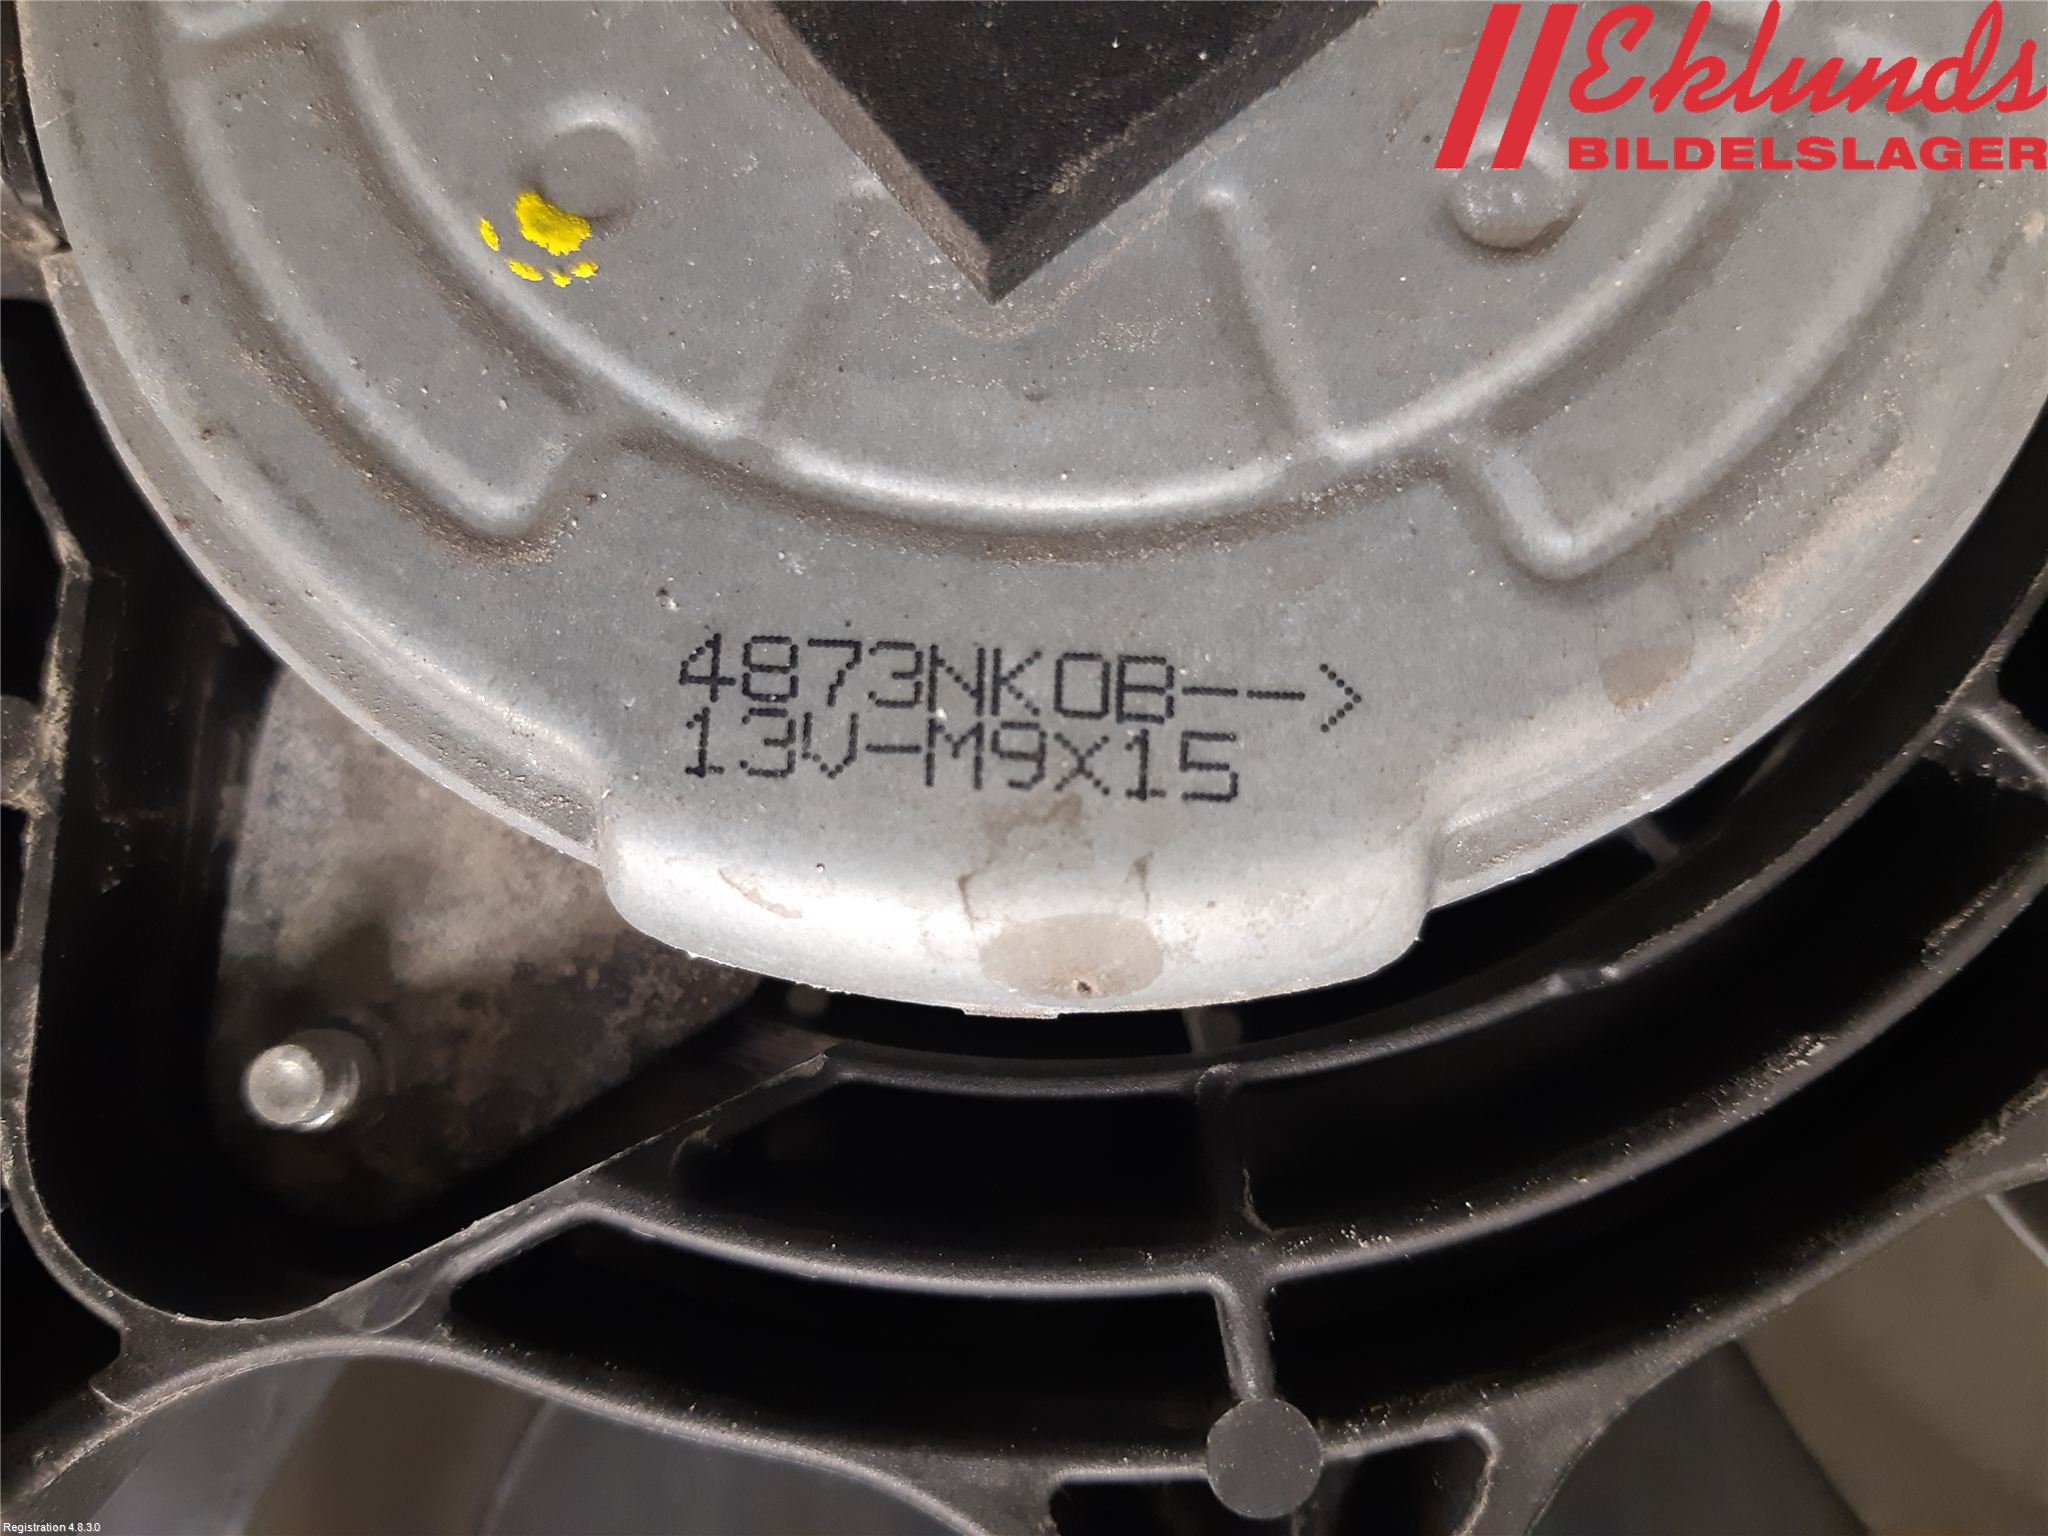 Eklunds
BILDELSLAGER
4873NK0B-->
13V-M9X15
Registration 4.8.3.0